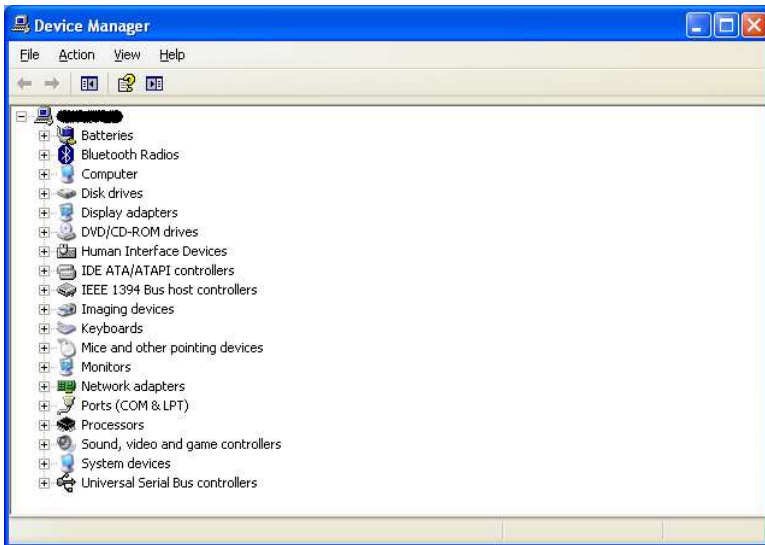 Device Manager
File Action View Help
Batteries
Bluetooth Radios
Computer
Disk drives
Display adapters
DVD/CD-ROM drives
Human Interface Devices
IDE ATA/ATAPI controllers
IEEE 1394 Bus host controllers
Imaging devices
Keyboards
Mice and other pointing devices
Monitors
Network adapters
Ports (COM & LPT)
Processors
Sound, video and game controllers
System devices
Universal Serial Bus controllers